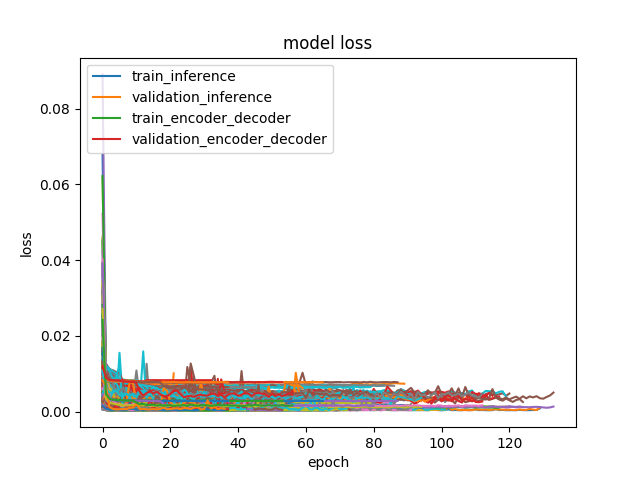 model loss
train_inference
validation_inference
train_encoder_decoder
validation_encoder_decoder
0.08
0.06
0.04
0.02
0.00
loss
0 20 40 60 80 100 120
epoch